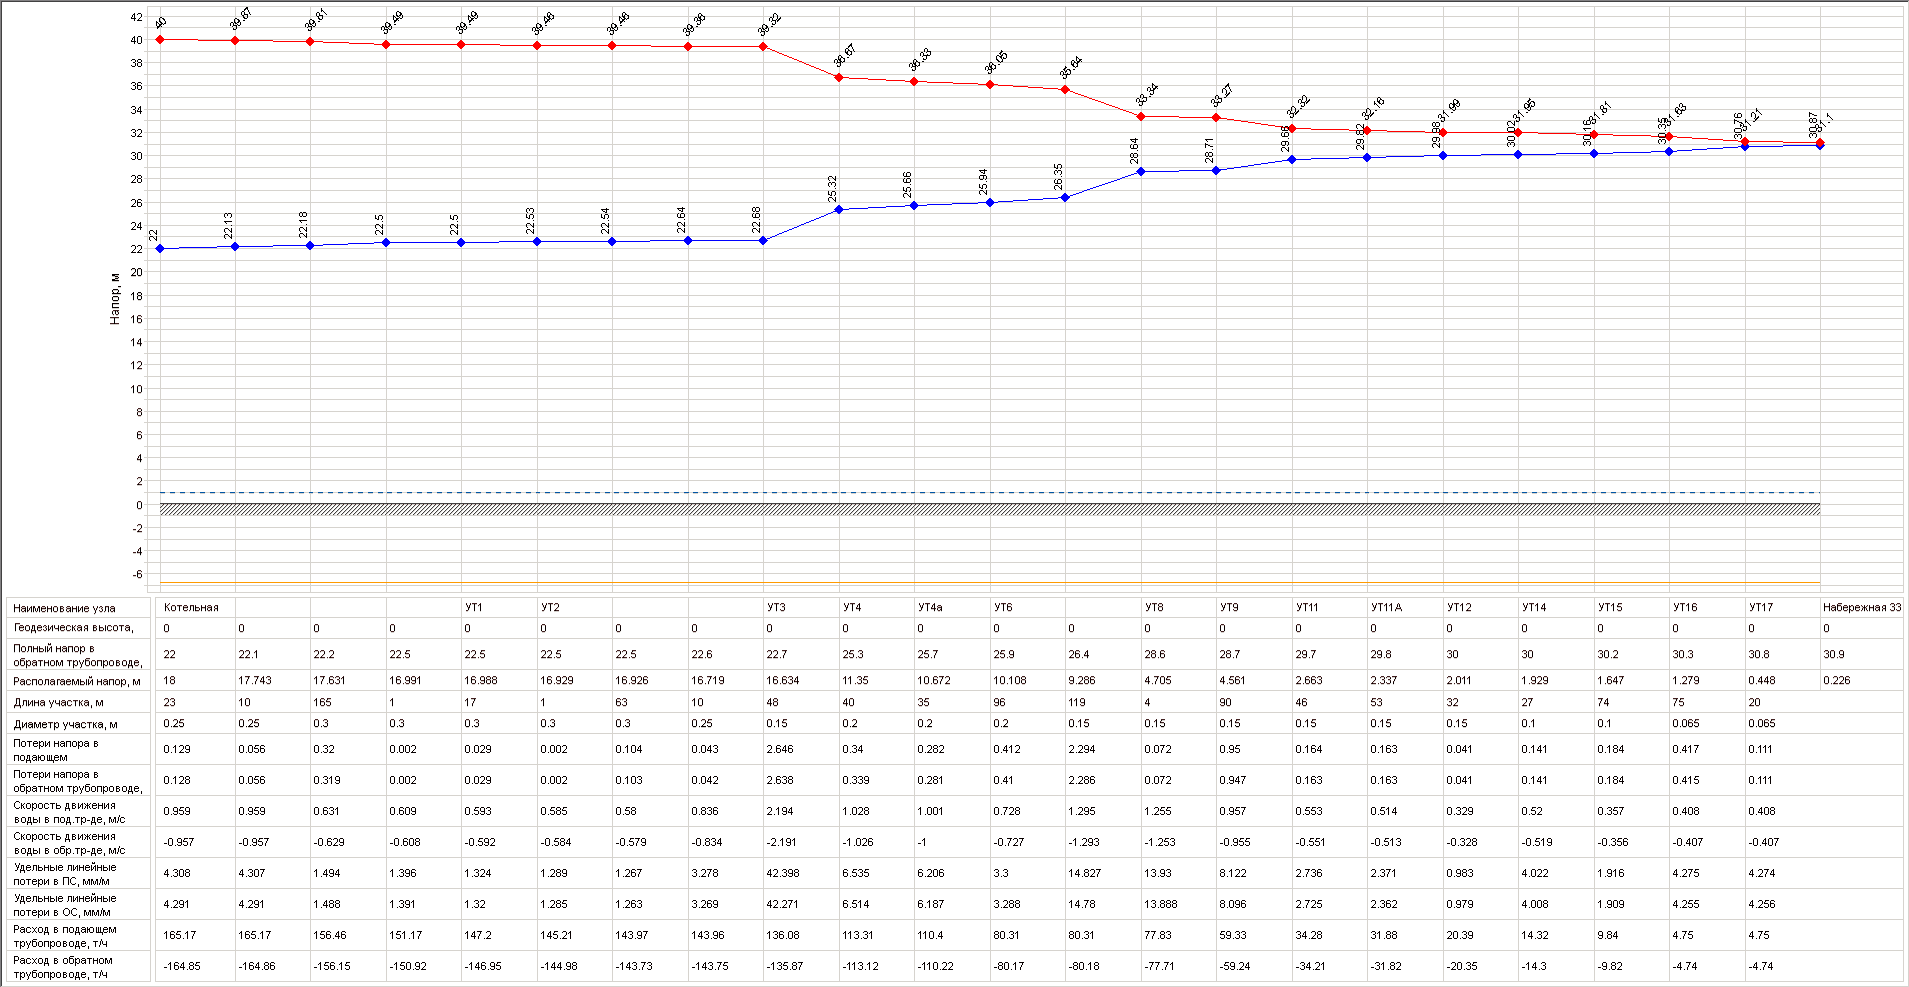 40 39.87 39.81 39.49 39.49 39.46 39.46 39.36 39.32 36.67 36.33 36.05 35.64 33.34 33.27 32.32 32.16 31.99 31.95 31.81 31.63 31.21 31.1
22 22.13 22.18 22.5 22.5 22.53 22.54 22.64 22.68 25.32 25.66 25.94 26.35 28.64 28.71 29.66 29.82 29.98 30.02 30.16 30.35 30.76 30.87
42
40
38
36
34
32
30
28
26
24
22
20
18
16
14
12
10
8
6
4
2
0
-2
-4
-6
Напор, м
Наименование узла Котельная УТ1 УТ2 УТ3 УТ4 УТ4а УТ6 УТ8 УТ9 УТ11 УТ11А УТ12 УТ14 УТ15 УТ16 УТ17 Набережная 33
Геодезическая высота, 0 0 0 0 0 0 0 0 0 0 0 0 0 0 0 0 0 0 0 0 0 0 0
Полный напор в
обратном трубопроводе, 22 22.1 22.2 22.5 22.5 22.5 22.5 22.6 22.7 25.3 25.7 25.9 26.4 28.6 28.7 29.7 29.8 30 30 30.2 30.3 30.8 30.9
Располагаемый напор, м 18 17.743 17.631 16.991 16.988 16.929 16.926 16.719 16.634 11.35 10.672 10.108 9.286 4.705 4.561 2.663 2.337 2.011 1.929 1.647 1.279 0.448 0.226
Длина участка, м 23 10 165 1 17 1 63 10 48 40 35 96 119 4 90 46 53 32 27 74 75 20
Диаметр участка, м 0.25 0.25 0.3 0.3 0.3 0.3 0.3 0.25 0.15 0.2 0.2 0.2 0.15 0.15 0.15 0.15 0.15 0.15 0.1 0.1 0.065 0.065
Потери напора в
подающем 0.129 0.056 0.32 0.002 0.029 0.002 0.104 0.043 2.646 0.34 0.282 0.412 2.294 0.072 0.95 0.164 0.163 0.041 0.141 0.184 0.417 0.111
Потери напора в
обратном трубопроводе, 0.128 0.056 0.319 0.002 0.029 0.002 0.103 0.042 2.638 0.339 0.281 0.41 2.286 0.072 0.947 0.163 0.163 0.041 0.141 0.184 0.415 0.111
Скорость движения
воды в под.тр-де, м/с 0.959 0.959 0.631 0.609 0.593 0.585 0.58 0.836 2.194 1.028 1.001 0.728 1.295 1.255 0.957 0.553 0.514 0.329 0.52 0.357 0.408 0.408
Скорость движения
воды в обр.тр-де, м/с -0.957 -0.957 -0.629 -0.608 -0.592 -0.584 -0.579 -0.834 -2.191 -1.026 -1 -0.727 -1.293 -1.253 -0.955 -0.551 -0.513 -0.328 -0.519 -0.356 -0.407 -0.407
Удельные линейные
потери в ПС, мм/м 4.308 4.307 1.494 1.396 1.324 1.289 1.267 3.278 42.398 6.535 6.206 3.3 14.827 13.93 8.122 2.736 2.371 0.983 4.022 1.916 4.275 4.274
Удельные линейные
потери в ОС, мм/м 4.291 4.291 1.488 1.391 1.32 1.285 1.263 3.269 42.271 6.514 6.187 3.288 14.78 13.888 8.096 2.725 2.362 0.979 4.008 1.909 4.255 4.256
Расход в подающем
трубопроводе, т/ч 165.17 165.17 156.46 151.17 147.2 145.21 143.97 143.96 136.08 113.31 110.4 80.31 80.31 77.83 59.33 34.28 31.88 20.39 14.32 9.84 4.75 4.75
Расход в обратном
трубопроводе, т/ч -164.85 -164.86 -156.15 -150.92 -146.95 -144.98 -143.73 -143.75 -135.87 -113.12 -110.22 -80.17 -80.18 -77.71 -59.24 -34.21 -31.82 -20.35 -14.3 -9.82 -4.74 -4.74